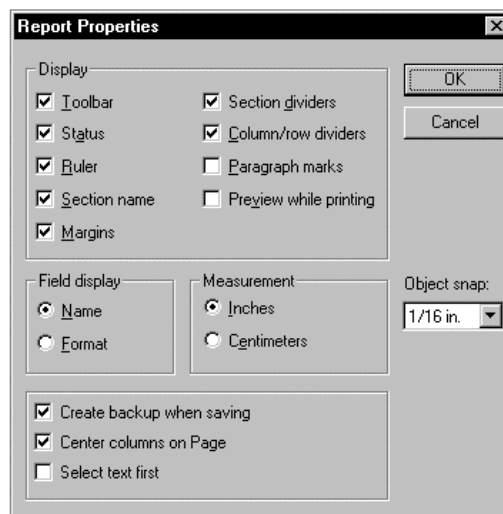 Report Properties
Display
Toolbar
Status
Ruler
Section name
Margins
Section dividers
Column/row dividers
Paragraph marks
Preview while printing
OK
Cancel
Field display
Name
Format
Measurement
Inches
Centimeters
Object snap:
1/16 in.
Create backup when saving
Center columns on Page
Select text first